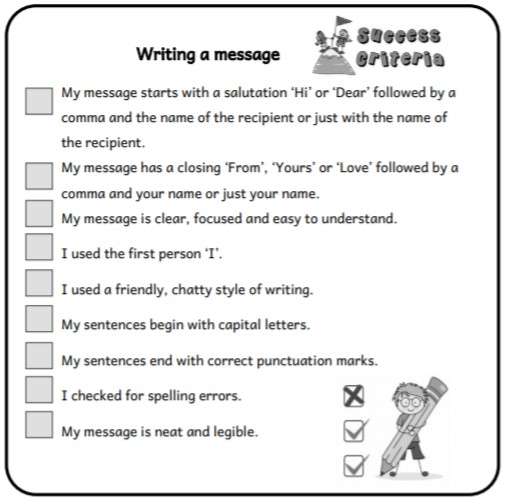 Success
Criteria
Writing a message
My message starts with a salutation ‘Hi’ or ‘Dear’ followed by a
comma and the name of the recipient or just with the name of
the recipient.
My message has a closing ‘From’, ‘Yours’ or ‘Love’ followed by a
comma and your name or just your name.
My message is clear, focused and easy to understand.
I used the first person ‘I’.
I used a friendly, chatty style of writing.
My sentences begin with capital letters.
My sentences end with correct punctuation marks.
I checked for spelling errors.
My message is neat and legible.